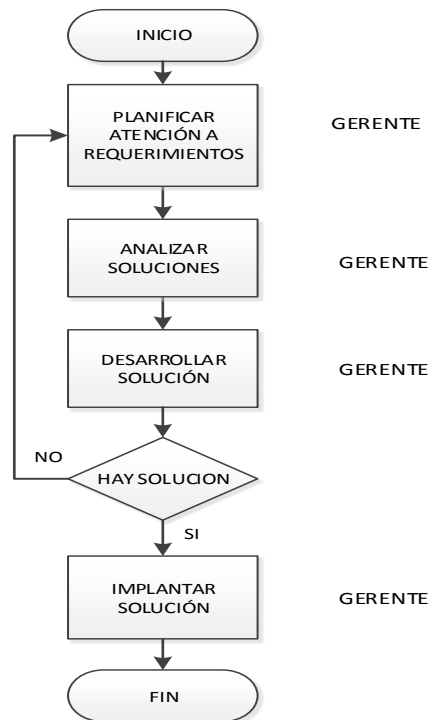 INICIO
PLANIFICAR
ATENCIÓN A
REQUERIMIENTOS
GERENTE
ANALIZAR
SOLUCIONES
GERENTE
DESARROLLAR
SOLUCIÓN
GERENTE
NO
HAY SOLUCION
SI
IMPLANTAR
SOLUCIÓN
GERENTE
FIN